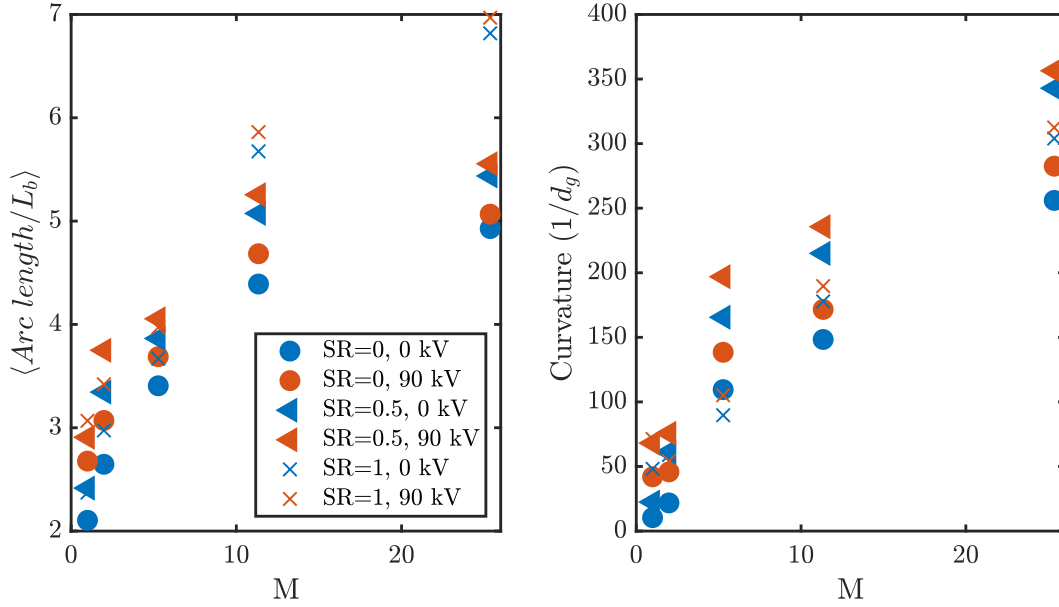 ⟨Arc length/L_b⟩
7
6
5
4
3
2
0
10
20
M
SR=0, 0 kV
SR=0, 90 kV
SR=0.5, 0 kV
SR=0.5, 90 kV
SR=1, 0 kV
SR=1, 90 kV
Curvature (1/d_g)
400
350
300
250
200
150
100
50
0
0
10
20
M